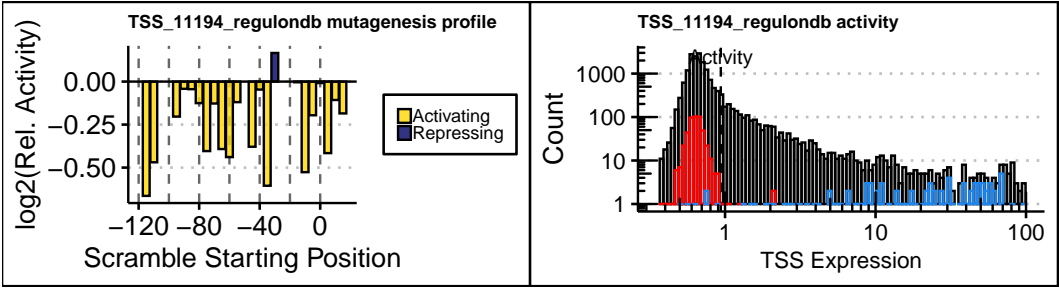 TSS_11194_regulondb mutagenesis profile
log2(Rel. Activity)
0.00
−0.25
−0.50
−120 −80 −40 0
Scramble Starting Position
Activating
Repressing
TSS_11194_regulondb activity
Activity
Count
1000
100
10
1
1 10 100
TSS Expression